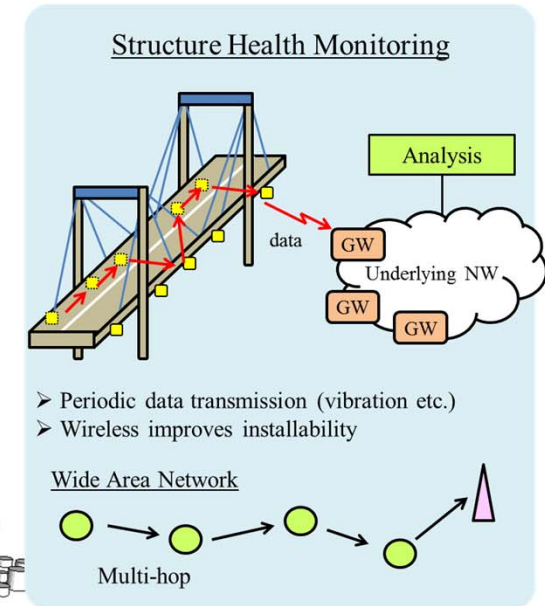 Structure Health Monitoring
Analysis
data
GW
Underlying NW
GW
GW
➢ Periodic data transmission (vibration etc.)
➢ Wireless improves installability
Wide Area Network
Multi-hop